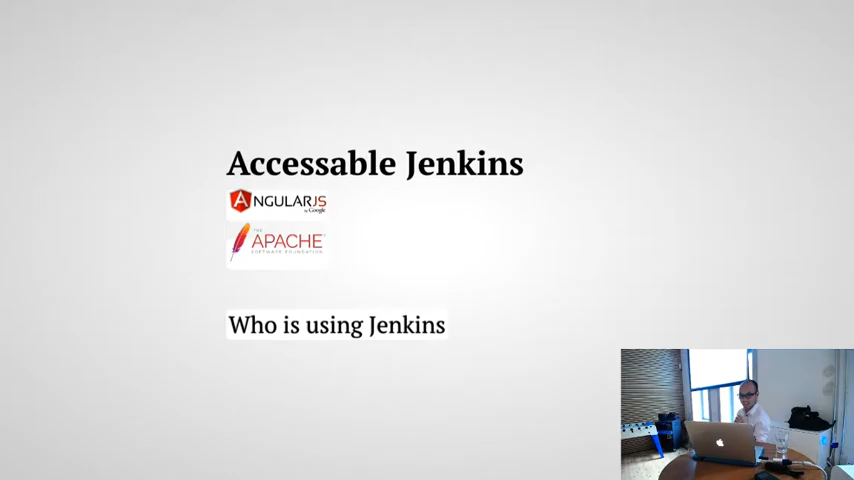 Accessable Jenkins
ANGULARJS
by Google
THE
APACHE
SOFTWARE FOUNDATION
Who is using Jenkins